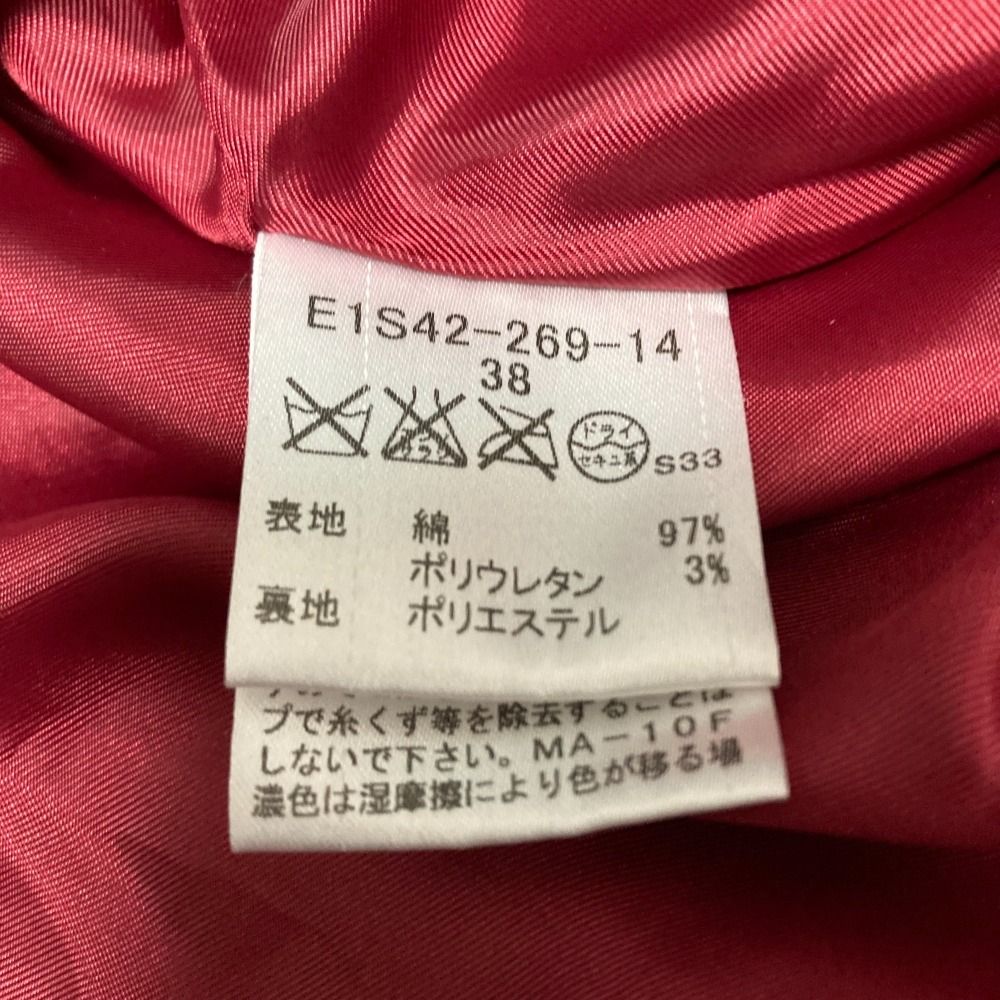 E1S42-269-14
38
ドライ
セキユ系
S33
表地 綿 97%
ポリウレタン 3%
裏地 ポリエステル
プで糸くず等を除去することは
しないで下さい。MA-10F
濃色は湿摩擦により色が移る場